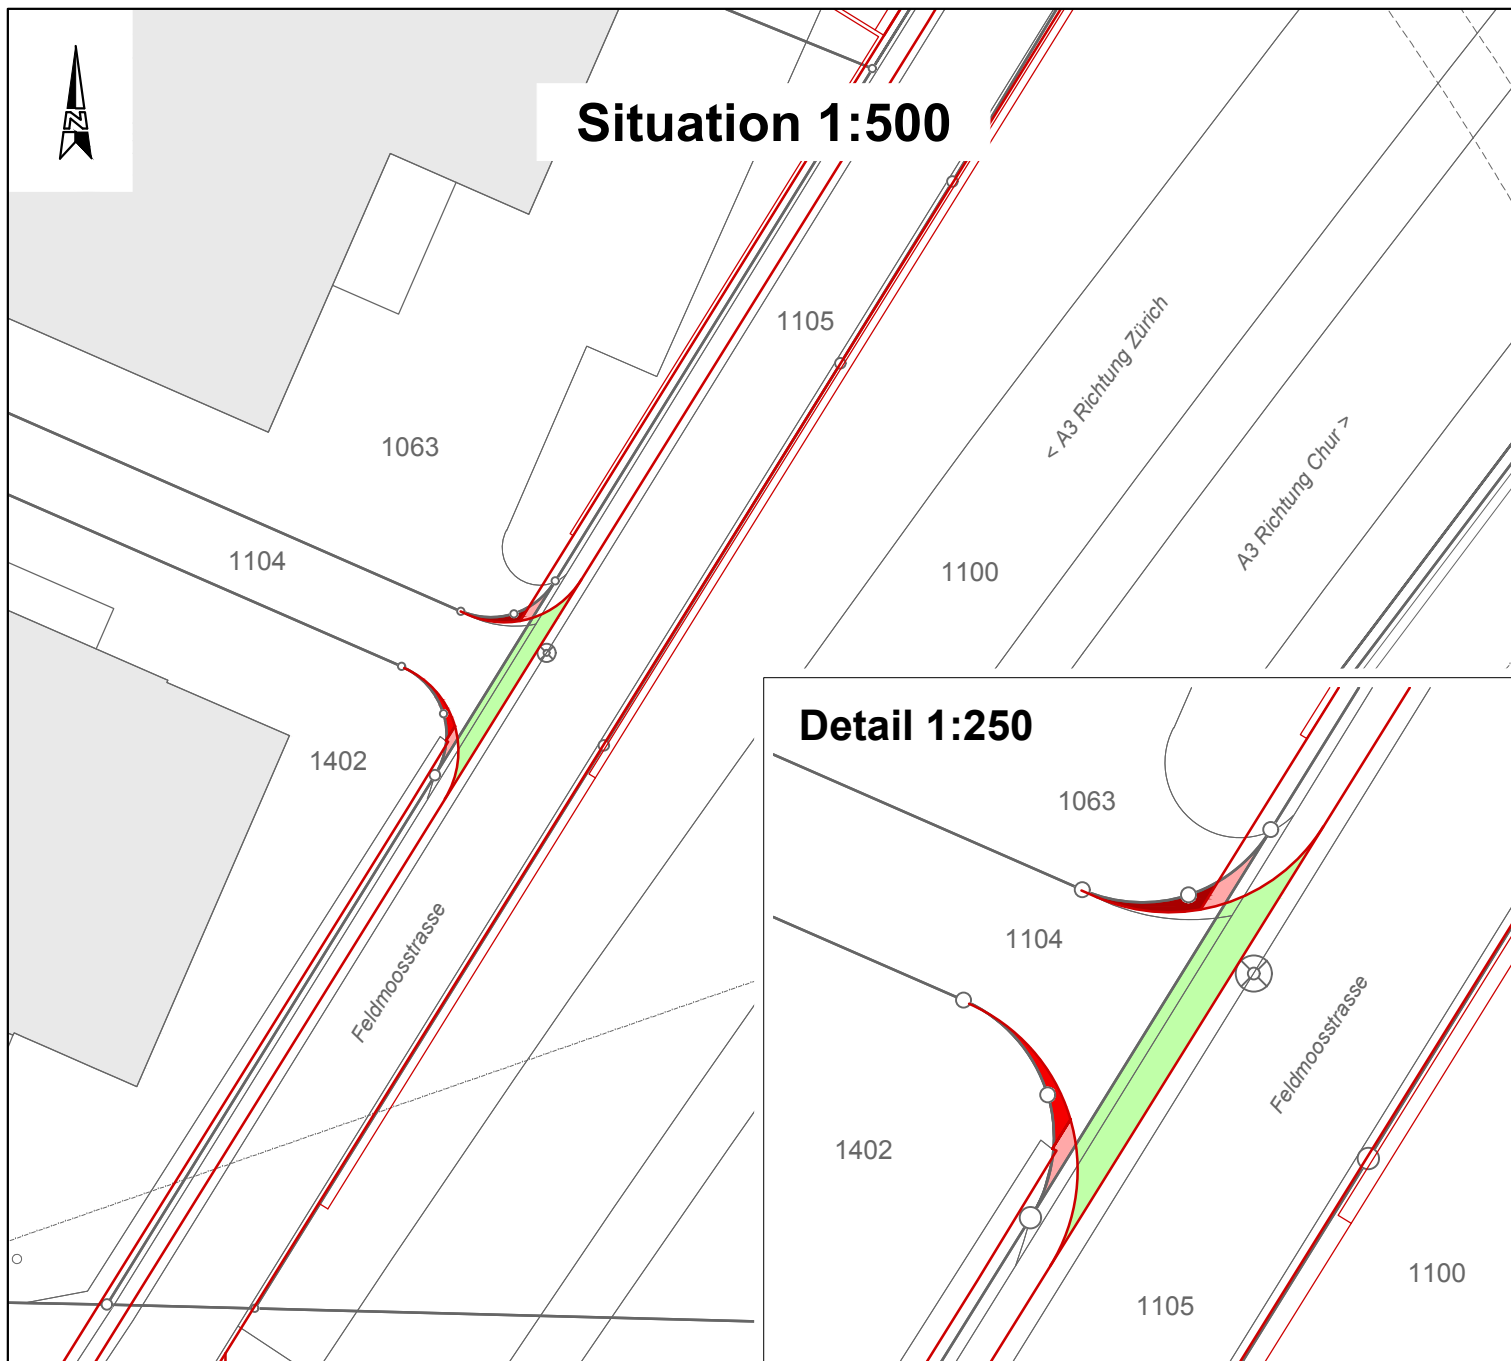 N
Situation 1:500
1105
< A3 Richtung Zürich
A3 Richtung Chur >
1063
1104
1100
1402
Feldmoosstrasse
Detail 1:250
1063
1104
Feldmoosstrasse
1402
1100
1105